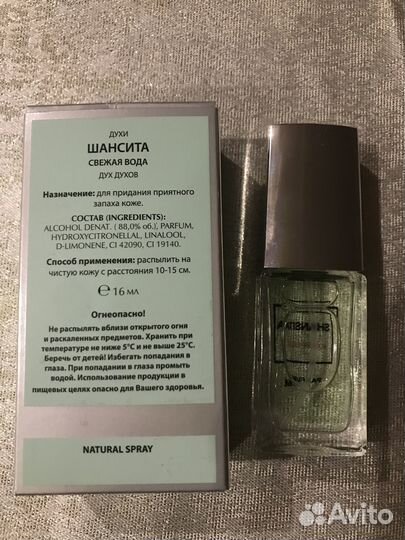 ДУХИ
ШАНСИТА
СВЕЖАЯ ВОДА
ДУХ ДУХОВ
Назначение: для придания приятного
запаха коже.
СОСТАВ (INGREDIENTS):
ALCOHOL DENAT. ( 88,0% об.), PARFUM,
HYDROXYCITRONELLAL, LINALOOL,
D-LIMONENE, CI 42090, CI 19140.
Способ применения: распылить на
чистую кожу с расстояния 10-15 см.
℮ 16 мл
Огнеопасно!
Не распылять вблизи открытого огня
и раскаленных предметов. Хранить при
температуре не ниже 5°С и не выше 25°С.
Беречь от детей! Избегать попадания в
глаза. При попадании в глаза промыть
водой. Использование продукции в
пищевых целях опасно для Вашего здоровья.
NATURAL SPRAY
SHANSITA
Avito